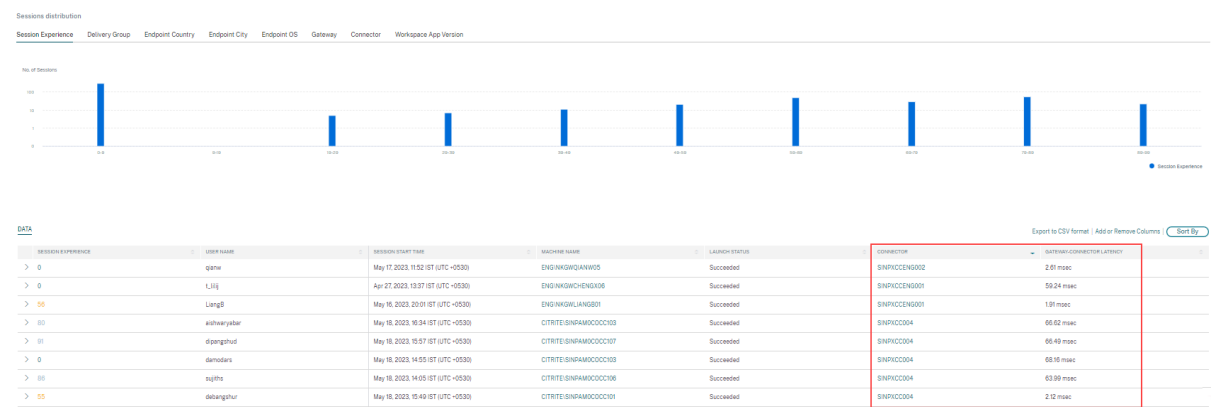 Sessions distribution
Session Experience Delivery Group Endpoint Country Endpoint City Endpoint OS Gateway Connector Workspace App Version
No. of Sessions
100
10
1
0
Session Experience
DATA
Export to CSV format | Add or Remove Columns | Sort By
SESSION EXPERIENCE USER NAME SESSION START TIME MACHINE NAME LAUNCH STATUS CONNECTOR GATEWAY-CONNECTOR LATENCY
> 0 qianw May 17, 2023, 11:52 IST (UTC +0530) ENG\NKGWQIANW05 Succeeded SINPXCCENG002 2.61 msec
> 0 t_lilij Apr 27, 2023, 13:37 IST (UTC +0530) ENG\NKGWCHENGX06 Succeeded SINPXCCENG001 59.24 msec
> 56 LiangB May 16, 2023, 20:01 IST (UTC +0530) ENG\NKGWLIANGB01 Succeeded SINPXCCENG001 1.91 msec
> 80 aishwaryabar May 18, 2023, 16:34 IST (UTC +0530) CITRITE\SINPAM0COCC103 Succeeded SINPXCC004 66.62 msec
> 81 dipangshud May 18, 2023, 15:57 IST (UTC +0530) CITRITE\SINPAM0COCC107 Succeeded SINPXCC004 66.49 msec
> 0 damodars May 18, 2023, 14:55 IST (UTC +0530) CITRITE\SINPAM0COCC103 Succeeded SINPXCC004 68.16 msec
> 86 sujiths May 18, 2023, 14:05 IST (UTC +0530) CITRITE\SINPAM0COCC106 Succeeded SINPXCC004 63.99 msec
> 55 debangshur May 18, 2023, 15:49 IST (UTC +0530) CITRITE\SINPAM0COCC101 Succeeded SINPXCC004 2.12 msec